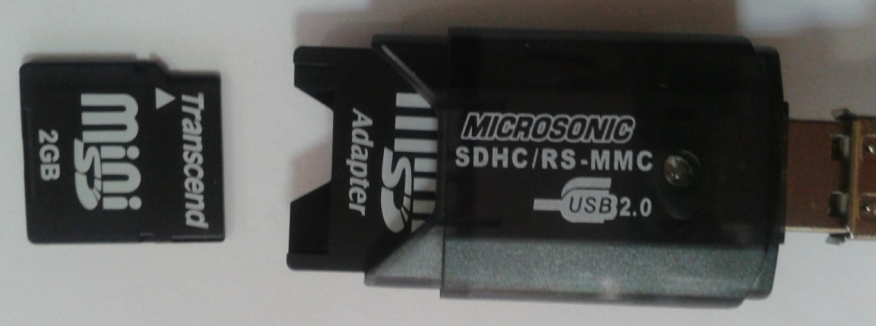 Transcend
mini
SD
2GB
mini
SD
Adapter
MICROSONIC
SDHC/RS-MMC
USB 2.0